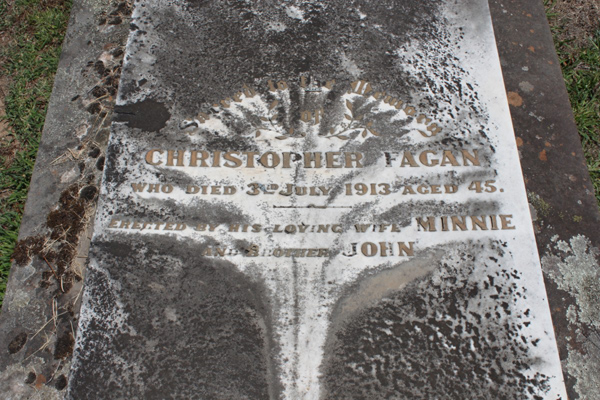 CHRISTOPHER FAGAN
WHO DIED 3RD JULY 1913 AGED 45.
ERECTED BY HIS LOVING WIFE MINNIE
AND BROTHER JOHN